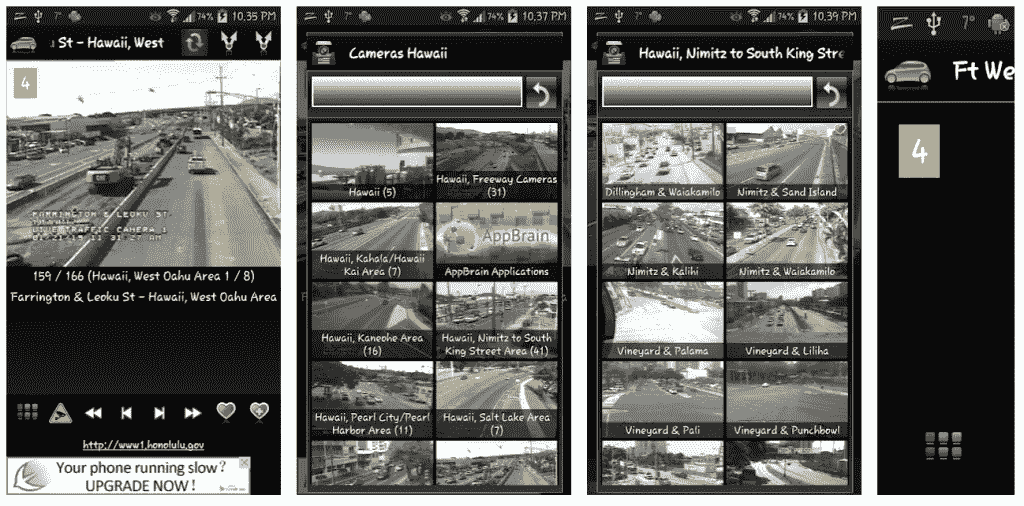 7° 74% 10.35 PM
St - Hawaii, West
4
FARRINGTON & LEOKU ST.
LIVE TRAFFIC CAMERA 1
159 / 166 (Hawaii, West Oahu Area 1 / 8)
Farrington & Leoku St - Hawaii, West Oahu Area
http://www1.honolulu.gov
Your phone running slow?
UPGRADE NOW!
7° 74% 10.37 PM
Cameras Hawaii
Hawaii (5)
Hawaii, Freeway Cameras
(31)
Hawaii, Kahala/Hawaii
Kai Area (7)
AppBrain
AppBrain Applications
Hawaii, Kaneohe Area
(16)
Hawaii, Nimitz to South
King Street Area (41)
Hawaii, Pearl City/Pearl
Harbor Area (11)
Hawaii, Salt Lake Area
(7)
7° 74% 10.39 PM
Hawaii, Nimitz to South King Stre
Dillingham & Waiakamilo
Nimitz & Sand Island
Nimitz & Kalihi
Nimitz & Waiakamilo
Vineyard & Palama
Vineyard & Liliha
Vineyard & Pali
Vineyard & Punchbowl
7°
Ft We
4